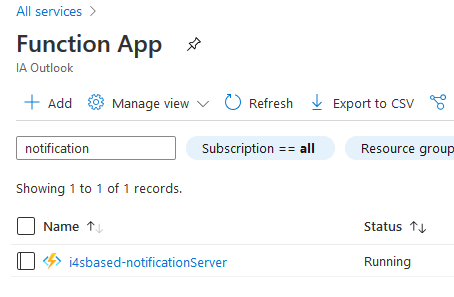 All services >
Function App
IA Outlook
+ Add Manage view Refresh Export to CSV
notification Subscription == all Resource group
Showing 1 to 1 of 1 records.
Name ↑↓ Status ↑↓
i4sbased-notificationServer Running